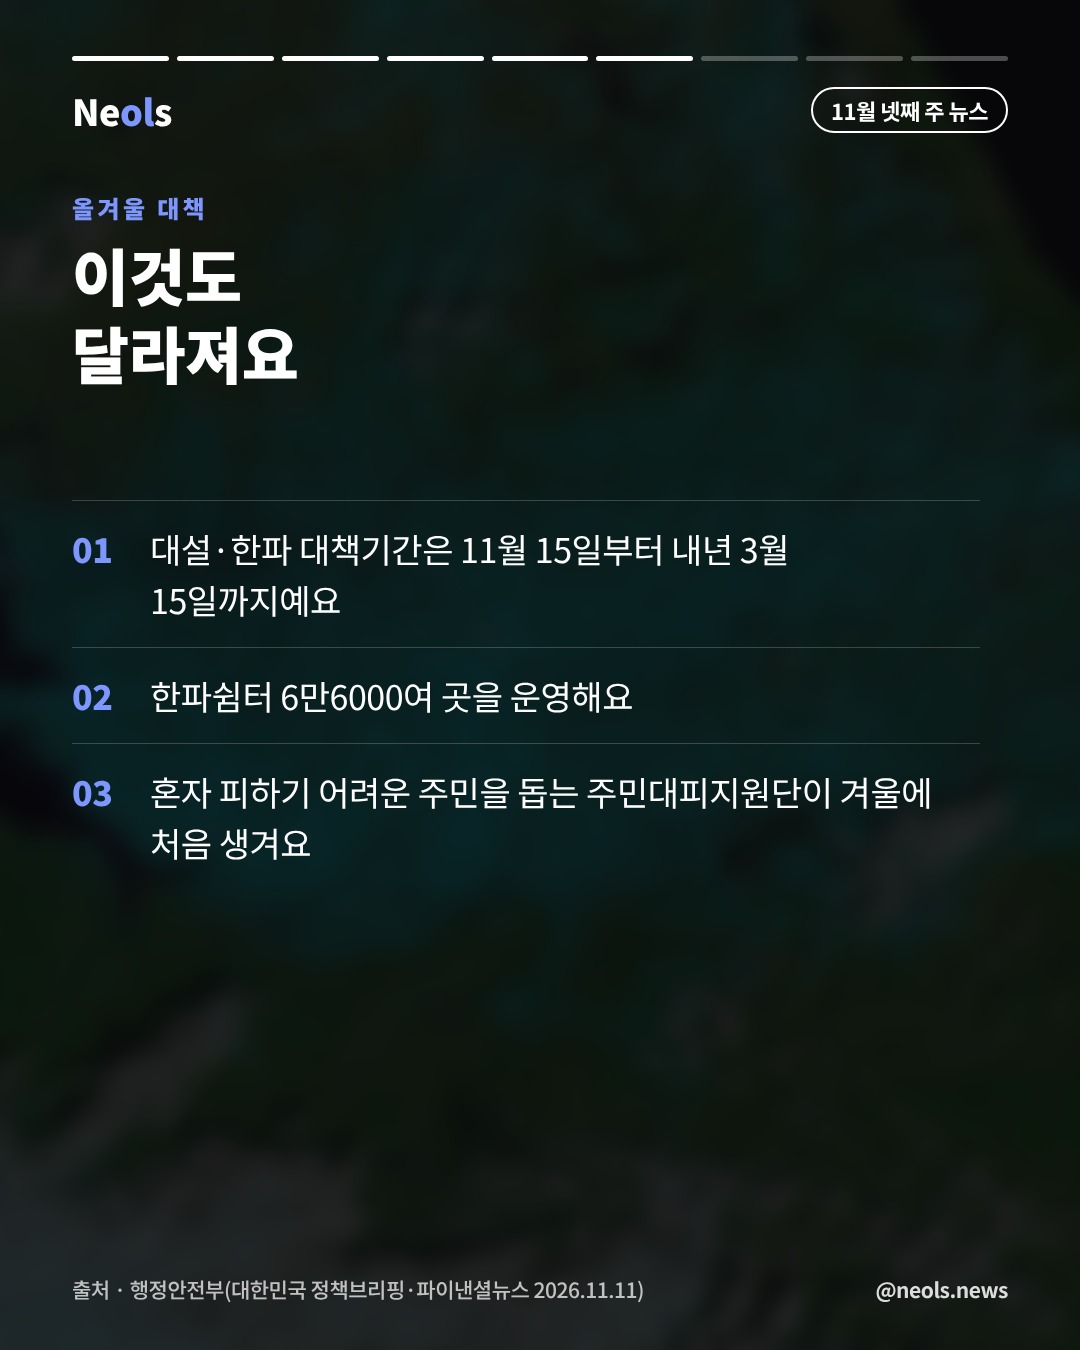 Neols
11월 넷째 주 뉴스
올겨울 대책
이것도
달라져요
01 대설·한파 대책기간은 11월 15일부터 내년 3월
15일까지예요
02 한파쉼터 6만6000여 곳을 운영해요
03 혼자 피하기 어려운 주민을 돕는 주민대피지원단이 겨울에
처음 생겨요
출처 · 행정안전부(대한민국 정책브리핑·파이낸셜뉴스 2026.11.11)
@neols.news